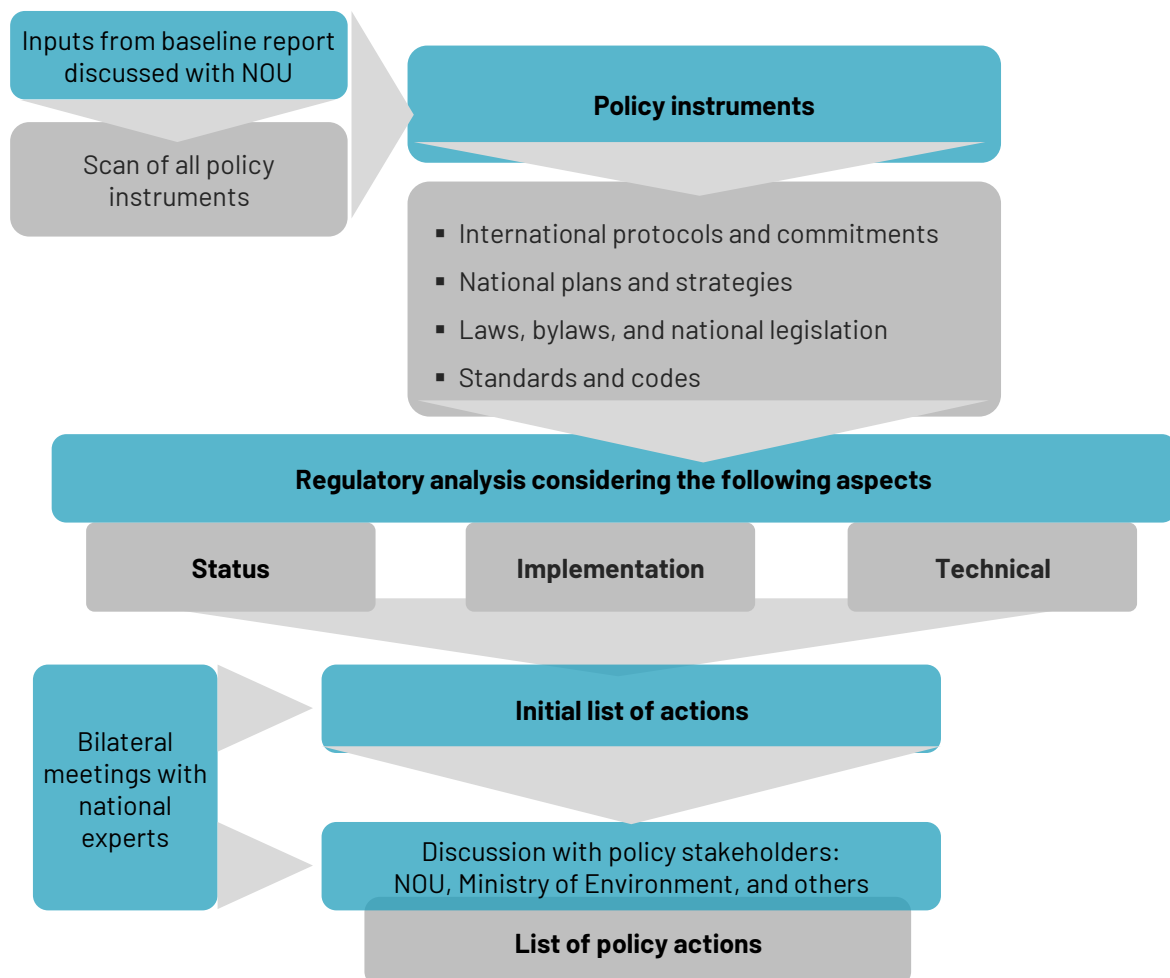 Inputs from baseline report
discussed with NOU
Scan of all policy
instruments
Policy instruments
▪ International protocols and commitments
▪ National plans and strategies
▪ Laws, bylaws, and national legislation
▪ Standards and codes
Regulatory analysis considering the following aspects
Status
Implementation
Technical
Bilateral
meetings with
national
experts
Initial list of actions
Discussion with policy stakeholders:
NOU, Ministry of Environment, and others
List of policy actions